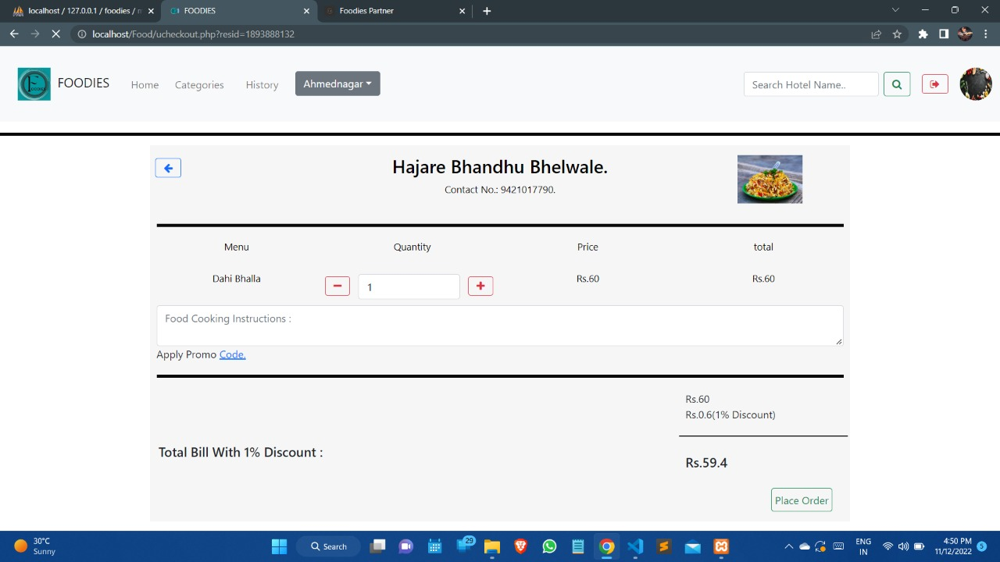 localhost / 127.0.0.1 / foodies / m
FOODIES
Foodies Partner
localhost/Food/ucheckout.php?resid=1893888132
FOODIES
Home
Categories
History
Ahmednagar
Search Hotel Name..
Hajare Bhandhu Bhelwale.
Contact No.: 9421017790.
Menu
Quantity
Price
total
Dahi Bhalla
1
Rs.60
Rs.60
Food Cooking Instructions :
Apply Promo Code.
Rs.60
Rs.0.6(1% Discount)
Total Bill With 1% Discount :
Rs.59.4
Place Order
30°C
Sunny
Search
29
ENG
IN
4:50 PM
11/12/2022
5